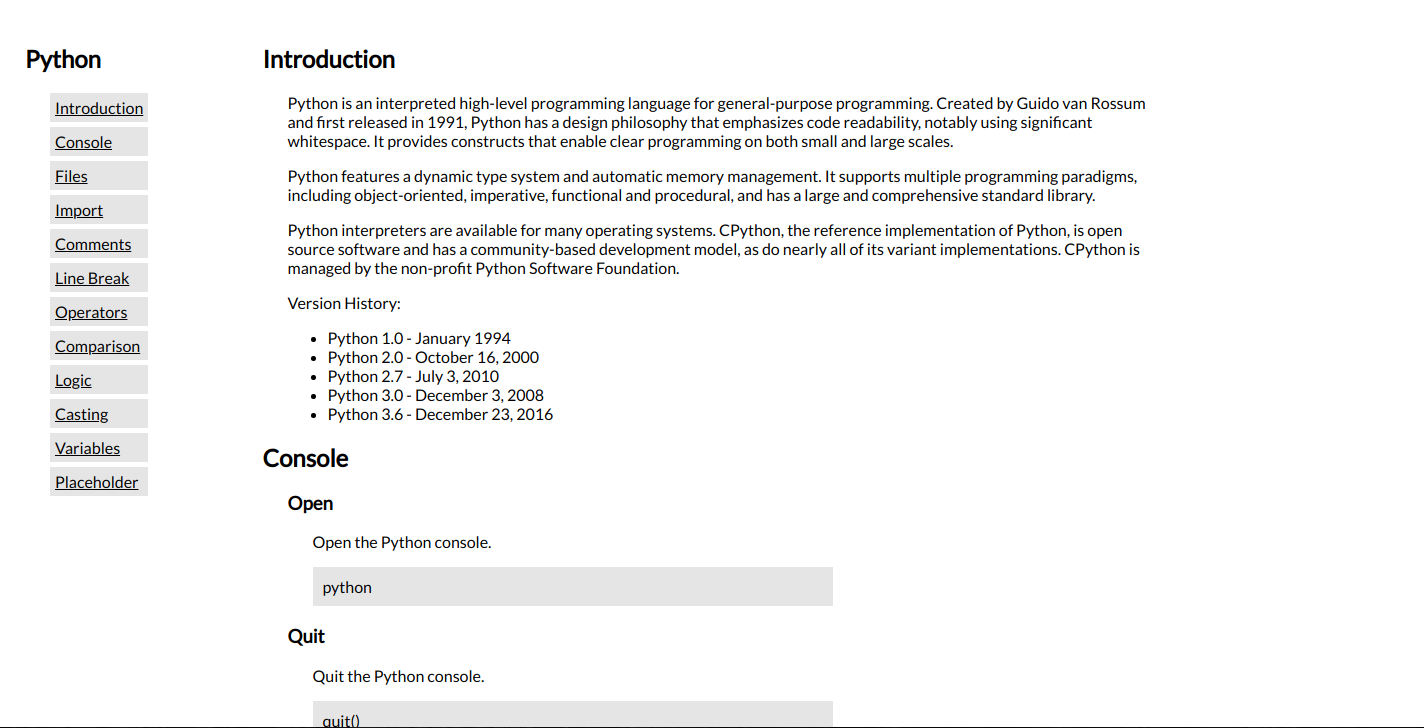 Python
Introduction
Console
Files
Import
Comments
Line Break
Operators
Comparison
Logic
Casting
Variables
Placeholder
Introduction
Python is an interpreted high-level programming language for general-purpose programming. Created by Guido van Rossum
and first released in 1991, Python has a design philosophy that emphasizes code readability, notably using significant
whitespace. It provides constructs that enable clear programming on both small and large scales.
Python features a dynamic type system and automatic memory management. It supports multiple programming paradigms,
including object-oriented, imperative, functional and procedural, and has a large and comprehensive standard library.
Python interpreters are available for many operating systems. CPython, the reference implementation of Python, is open
source software and has a community-based development model, as do nearly all of its variant implementations. CPython is
managed by the non-profit Python Software Foundation.
Version History:
• Python 1.0 - January 1994
• Python 2.0 - October 16, 2000
• Python 2.7 - July 3, 2010
• Python 3.0 - December 3, 2008
• Python 3.6 - December 23, 2016
Console
Open
Open the Python console.
python
Quit
Quit the Python console.
quit()